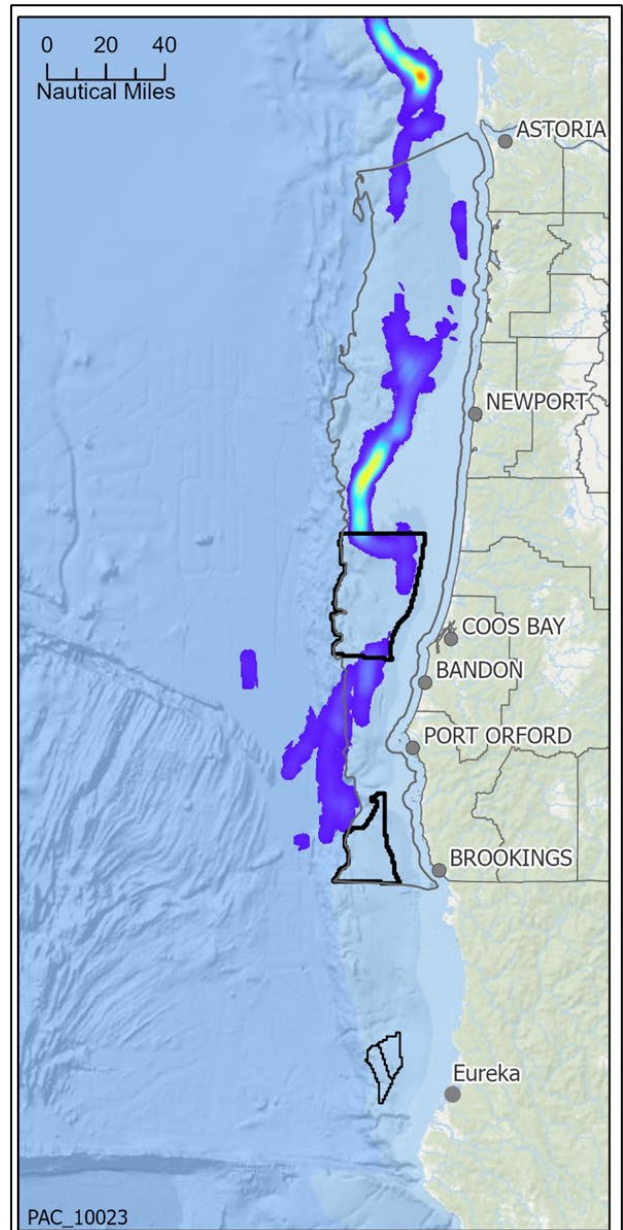 0 20 40
Nautical Miles
ASTORIA
NEWPORT
COOS BAY
BANDON
PORT ORFORD
BROOKINGS
Eureka
PAC_10023